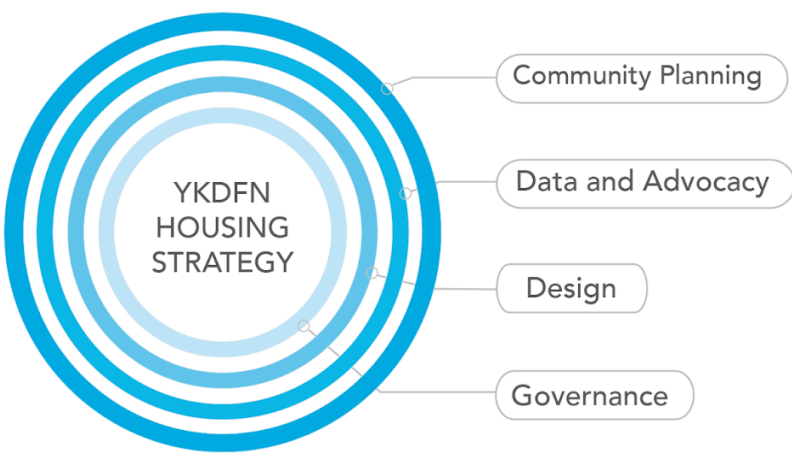 YKDFN
HOUSING
STRATEGY
Community Planning
Data and Advocacy
Design
Governance